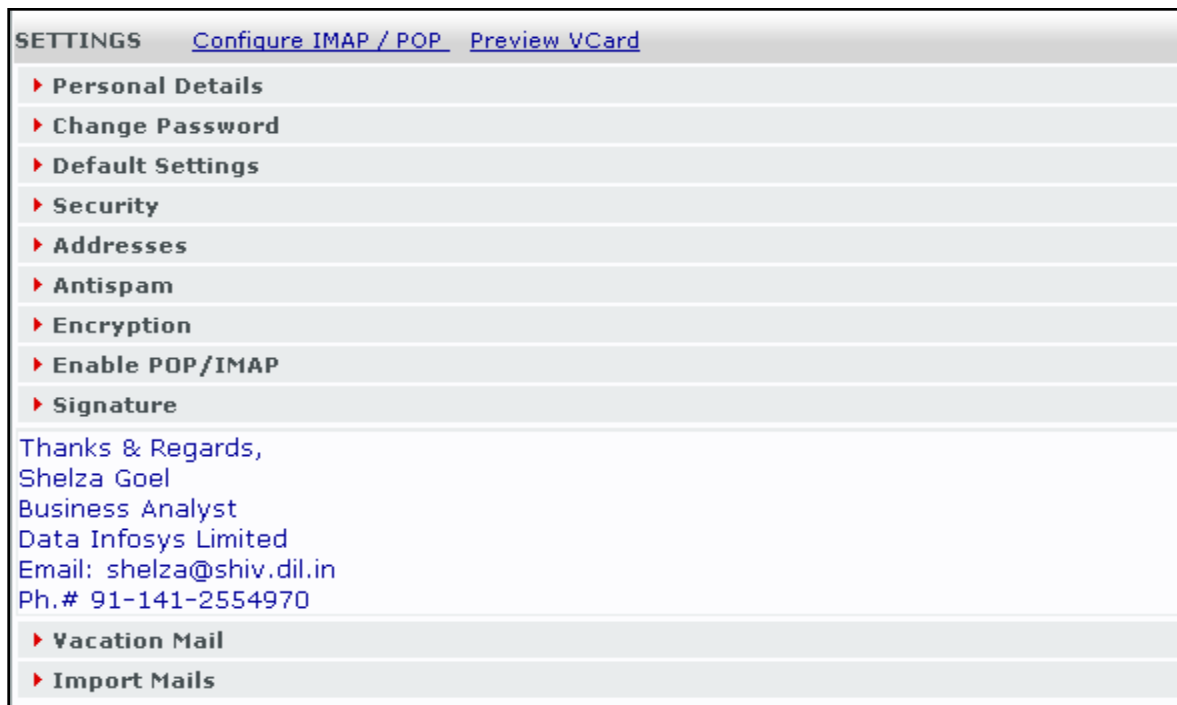 SETTINGS Configure IMAP / POP Preview VCard
Personal Details
Change Password
Default Settings
Security
Addresses
Antispam
Encryption
Enable POP/IMAP
Signature
Thanks & Regards,
Shelza Goel
Business Analyst
Data Infosys Limited
Email: shelza@shiv.dil.in
Ph.# 91-141-2554970
Vacation Mail
Import Mails